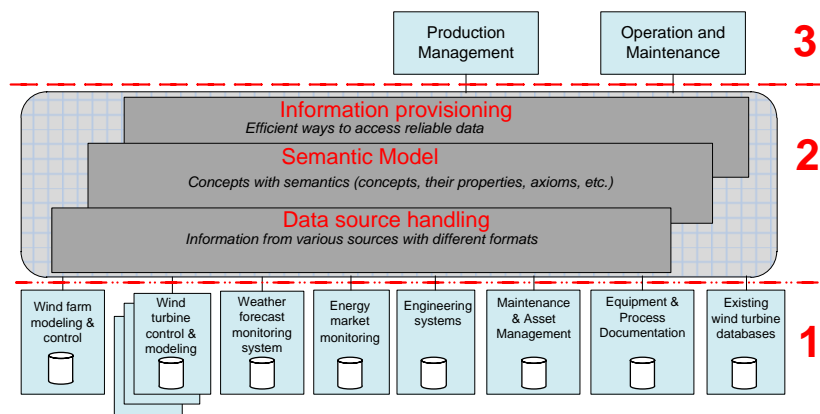 Production
Management
Operation and
Maintenance
3
Information provisioning
Efficient ways to access reliable data
2
Semantic Model
Concepts with semantics (concepts, their properties, axioms, etc.)
Data source handling
Information from various sources with different formats
Wind farm
modeling &
control
Wind
turbine
control &
modeling
Weather
forecast
monitoring
system
Energy
market
monitoring
Engineering
systems
Maintenance
& Asset
Management
Equipment &
Process
Documentation
Existing
wind turbine
databases
1